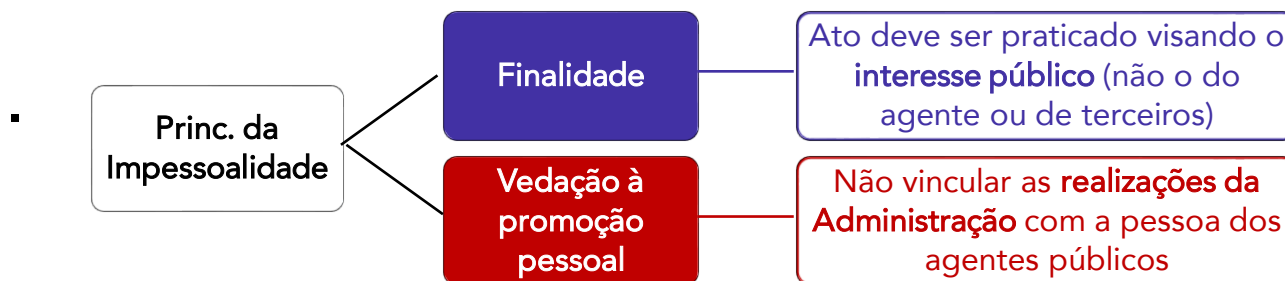 Princ. da
Impessoalidade
Finalidade
Ato deve ser praticado visando o
interesse público (não o do
agente ou de terceiros)
Vedação à
promoção
pessoal
Não vincular as realizações da
Administração com a pessoa dos
agentes públicos